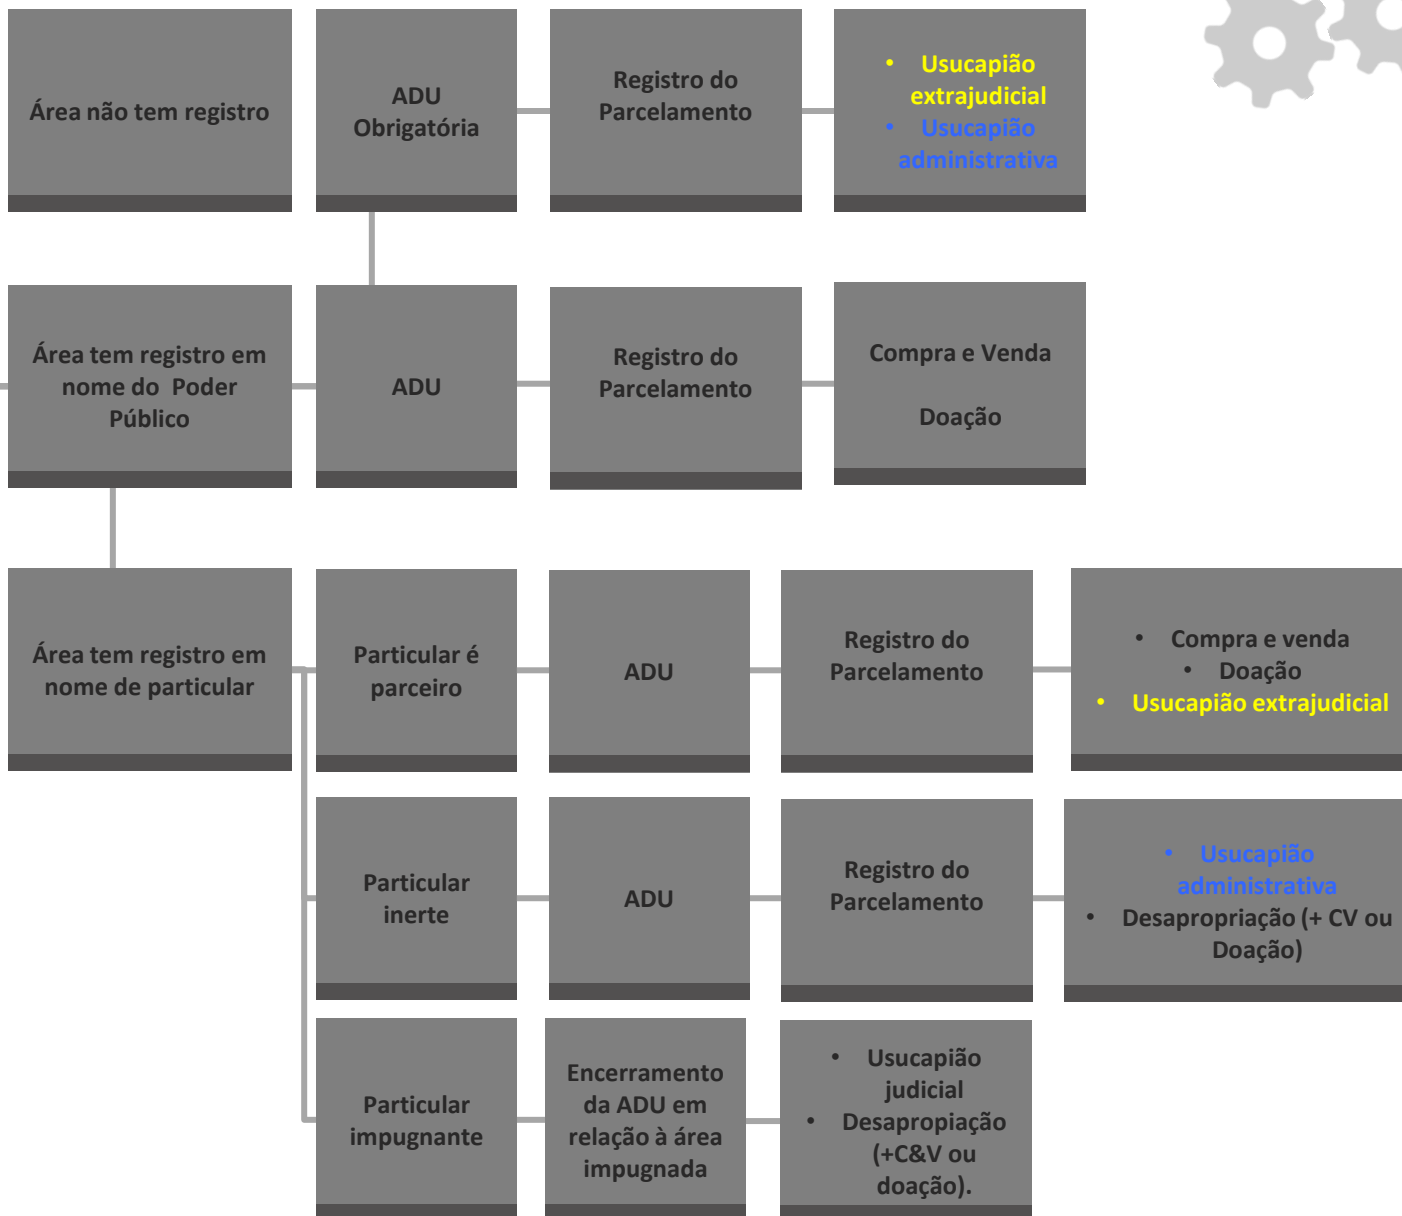 Área não tem registro
ADU
Obrigatória
Registro do
Parcelamento
• Usucapião
extrajudicial
• Usucapião
administrativa
Área tem registro em
nome do Poder
Público
ADU
Registro do
Parcelamento
Compra e Venda
Doação
Área tem registro em
nome de particular
Particular é
parceiro
ADU
Registro do
Parcelamento
• Compra e venda
• Doação
• Usucapião extrajudicial
Particular
inerte
ADU
Registro do
Parcelamento
• Usucapião
administrativa
• Desapropriação (+ CV ou
Doação)
Particular
impugnante
Encerramento
da ADU em
relação à área
impugnada
• Usucapião
judicial
• Desapropiação
(+C&V ou
doação).